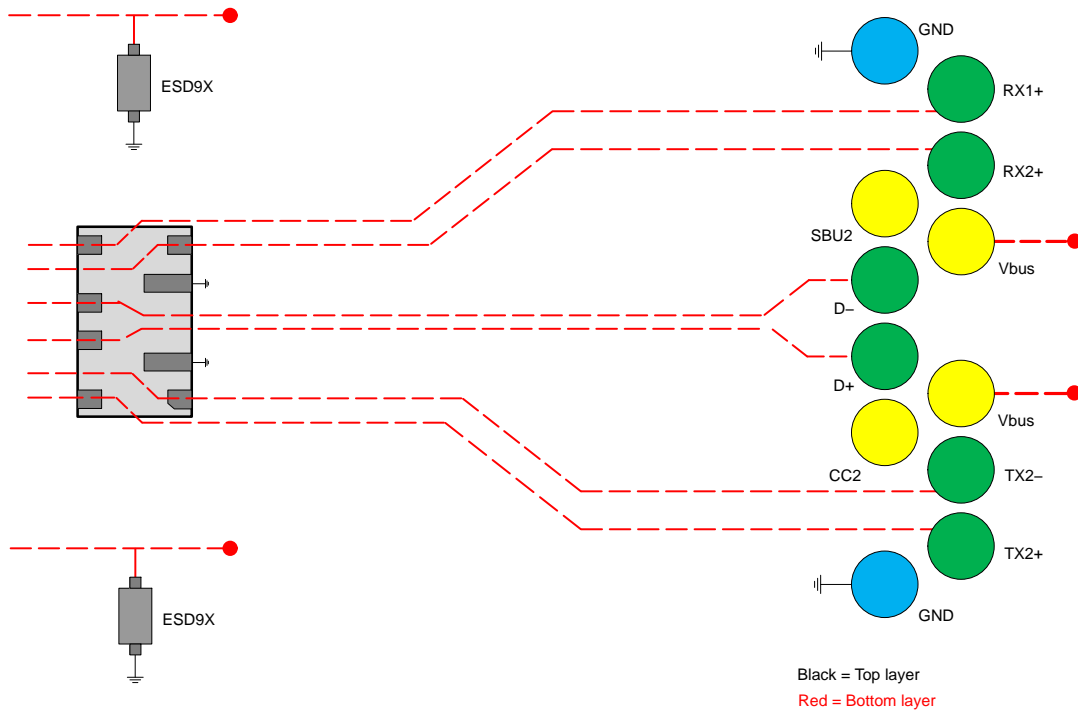 GND
ESD9X
RX1+
RX2+
SBU2
Vbus
D–
D+
Vbus
CC2
TX2–
TX2+
ESD9X
GND
Black = Top layer
Red = Bottom layer